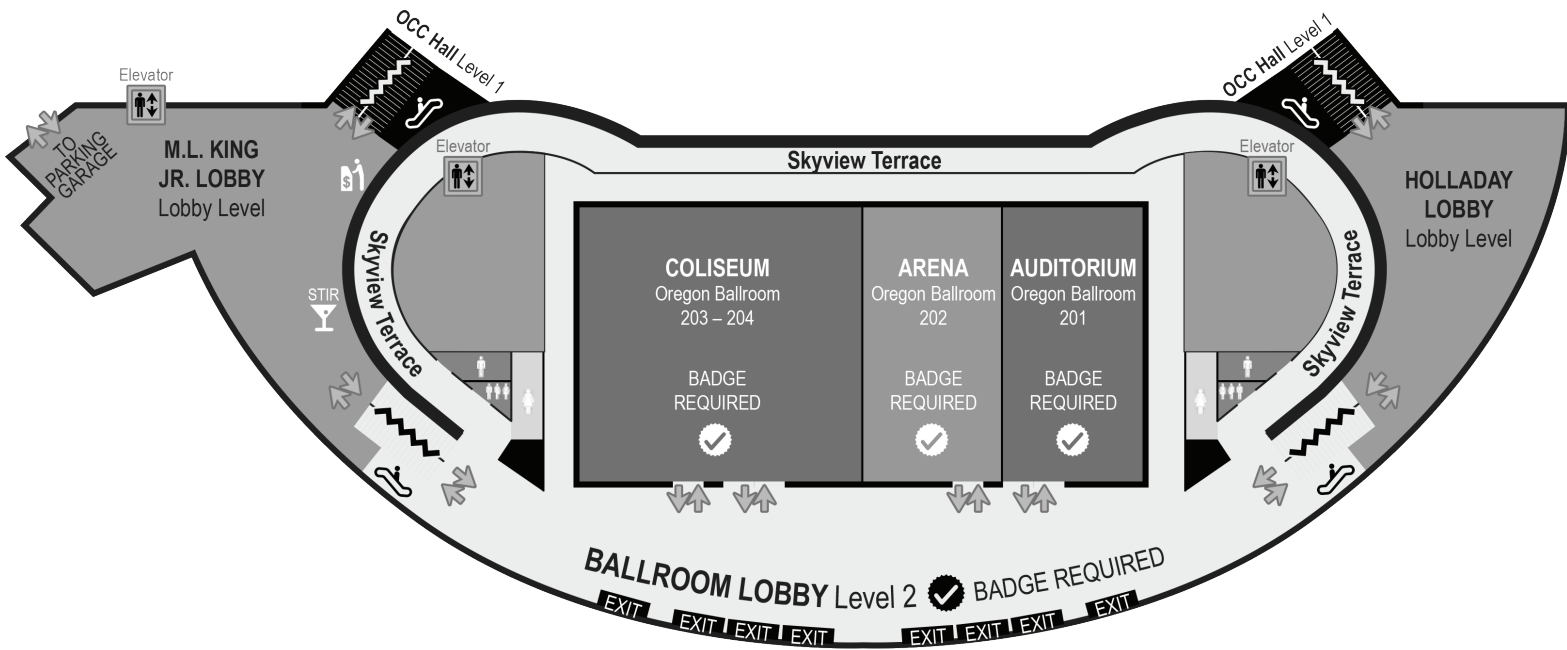 OCC Hall Level 1
OCC Hall Level 1
Elevator
TO
PARKING
GARAGE
M.L. KING
JR. LOBBY
Lobby Level
$
Elevator
Skyview Terrace
Elevator
HOLLADAY
LOBBY
Lobby Level
STIR
Skyview Terrace
COLISEUM
Oregon Ballroom
203 – 204
BADGE
REQUIRED
ARENA
Oregon Ballroom
202
BADGE
REQUIRED
AUDITORIUM
Oregon Ballroom
201
BADGE
REQUIRED
Skyview Terrace
BALLROOM LOBBY Level 2 BADGE REQUIRED
EXIT EXIT EXIT EXIT EXIT EXIT EXIT EXIT